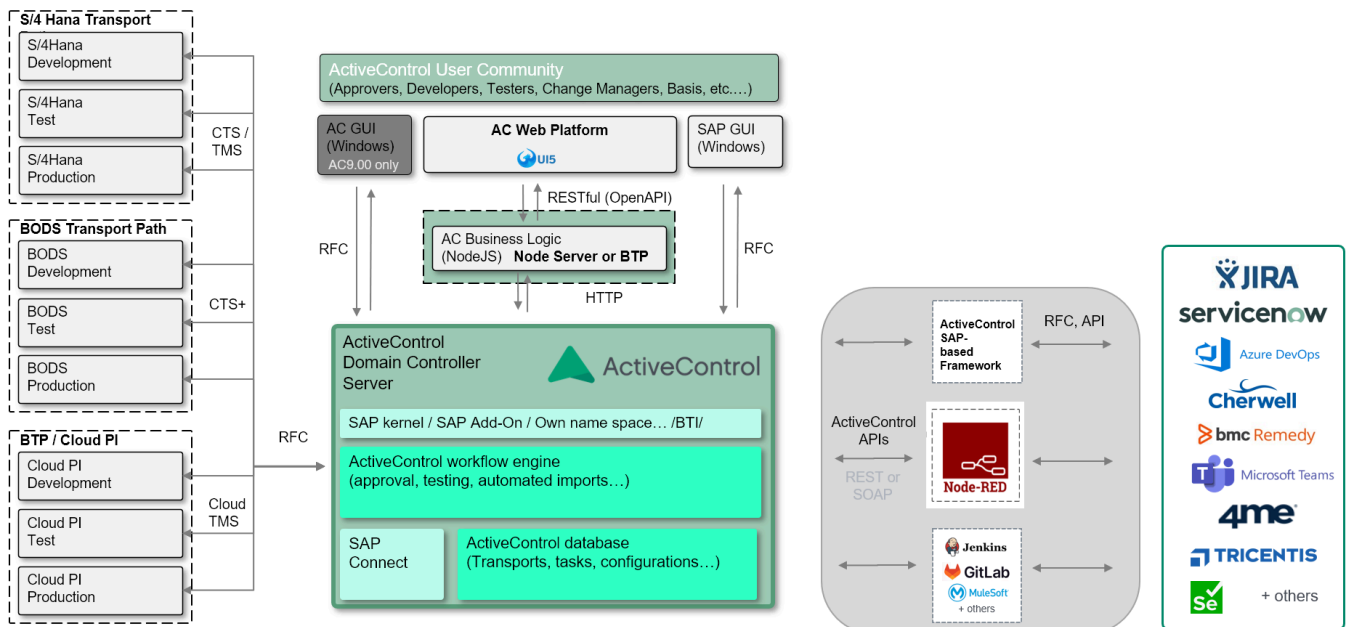 S/4 Hana Transport
S/4Hana
Development
S/4Hana
Test
S/4Hana
Production
CTS /
TMS
BODS Transport Path
BODS
Development
BODS
Test
BODS
Production
CTS+
BTP / Cloud PI
Cloud PI
Development
Cloud PI
Test
Cloud PI
Production
Cloud
TMS
RFC
ActiveControl User Community
(Approvers, Developers, Testers, Change Managers, Basis, etc.…)
AC GUI
(Windows)
AC9.00 only
AC Web Platform
UI5
SAP GUI
(Windows)
RESTful (OpenAPI)
RFC
AC Business Logic
(NodeJS) Node Server or BTP
RFC
HTTP
ActiveControl
Domain Controller
Server
ActiveControl
SAP kernel / SAP Add-On / Own name space… /BTI/
ActiveControl workflow engine
(approval, testing, automated imports…)
SAP
Connect
ActiveControl database
(Transports, tasks, configurations…)
ActiveControl
SAP-
based
Framework
RFC, API
ActiveControl
APIs
REST or
SOAP
Node-RED
Jenkins
GitLab
MuleSoft
+ others
JIRA
servicenow
Azure DevOps
Cherwell
bmc Remedy
Microsoft Teams
4me
TRICENTIS
Se
+ others